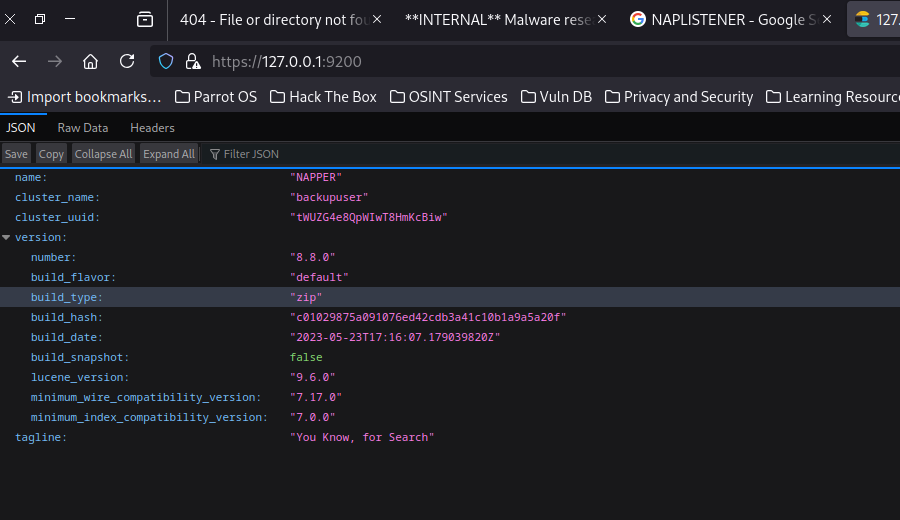 404 - File or directory not fou
**INTERNAL** Malware rese
NAPLISTENER - Google S
127.
https://127.0.0.1:9200
Import bookmarks…
Parrot OS
Hack The Box
OSINT Services
Vuln DB
Privacy and Security
Learning Resourc
JSON
Raw Data
Headers
Save
Copy
Collapse All
Expand All
Filter JSON
name: "NAPPER"
cluster_name: "backupuser"
cluster_uuid: "tWUZG4e8QpWIwT8HmKcBiw"
version:
number: "8.8.0"
build_flavor: "default"
build_type: "zip"
build_hash: "c01029875a091076ed42cdb3a41c10b1a9a5a20f"
build_date: "2023-05-23T17:16:07.179039820Z"
build_snapshot: false
lucene_version: "9.6.0"
minimum_wire_compatibility_version: "7.17.0"
minimum_index_compatibility_version: "7.0.0"
tagline: "You Know, for Search"